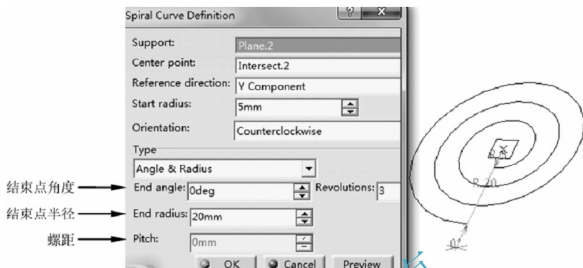 Spiral Curve Definition
Support: Plane.2
Center point: Intersect.2
Reference direction: Y Component
Start radius: 5mm
Orientation: Counterclockwise
Type
Angle & Radius
结束点角度 End angle: 0deg Revolutions: 3
结束点半径 End radius: 20mm
螺距 Pitch: 0mm
OK Cancel Preview
R 20